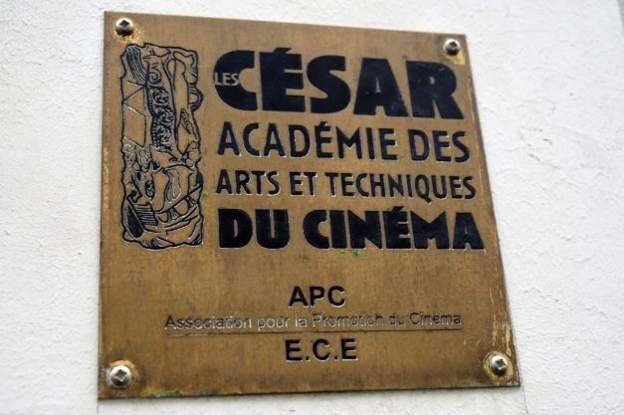 LES CÉSAR
ACADÉMIE DES
ARTS ET TECHNIQUES
DU CINÉMA
APC
Association pour la Promotion du Cinéma
E.C.E